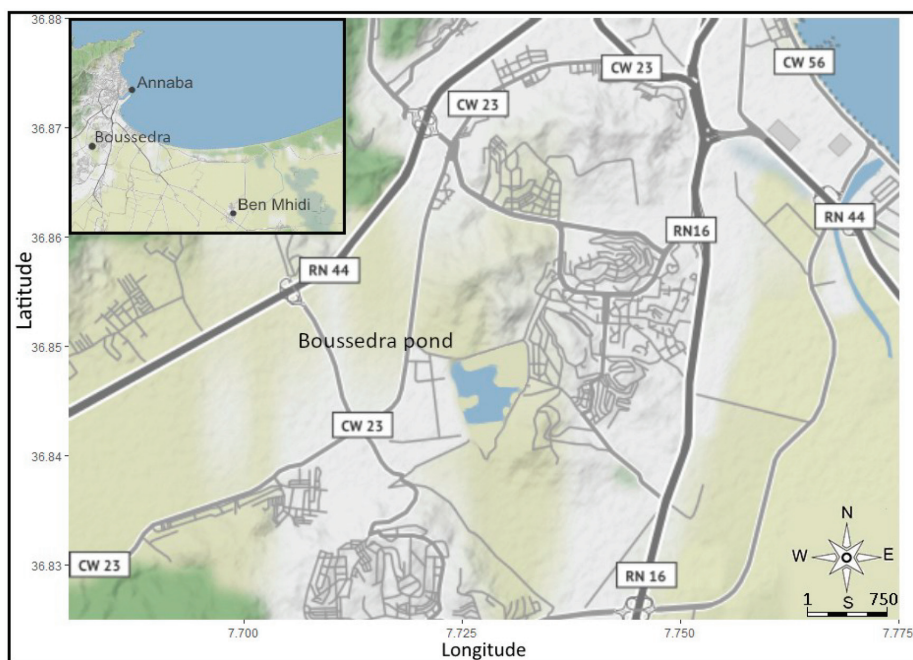 36.88
36.87
36.86
36.85
36.84
36.83
Latitude
Annaba
Boussedra
Ben Mhidi
CW 23
CW 23
CW 56
RN16
RN 44
RN 44
Boussedra pond
CW 23
CW 23
RN 16
N
W
E
S
1
750
7.700
7.725
7.750
7.775
Longitude